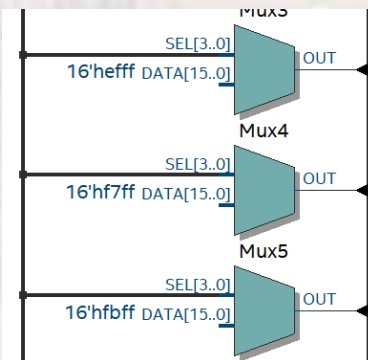 Mux3
SEL[3..0]
16'hefff DATA[15..0]
OUT
Mux4
SEL[3..0]
16'hf7ff DATA[15..0]
OUT
Mux5
SEL[3..0]
16'hfbff DATA[15..0]
OUT